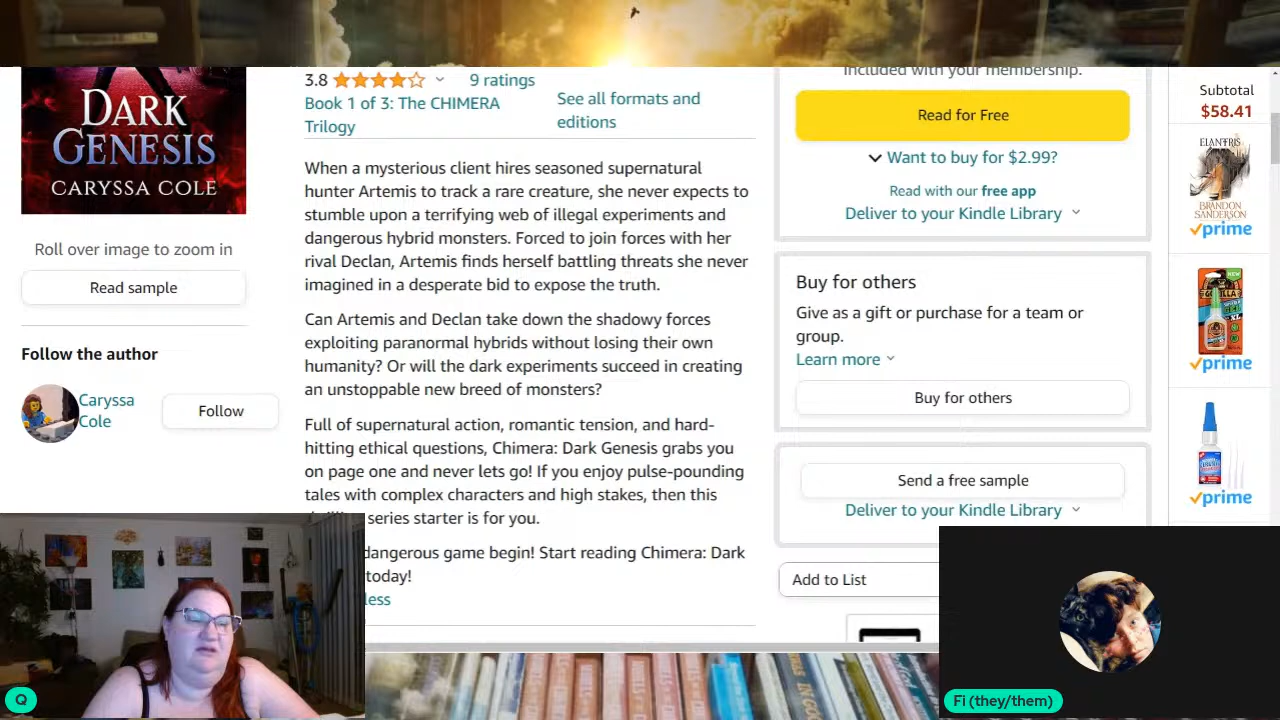 DARK
GENESIS
CARYSSA COLE
Roll over image to zoom in
Read sample
Follow the author
Caryssa
Cole
Follow
3.8
9 ratings
Book 1 of 3: The CHIMERA
Trilogy
See all formats and
editions
When a mysterious client hires seasoned supernatural
hunter Artemis to track a rare creature, she never expects to
stumble upon a terrifying web of illegal experiments and
dangerous hybrid monsters. Forced to join forces with her
rival Declan, Artemis finds herself battling threats she never
imagined in a desperate bid to expose the truth.
Can Artemis and Declan take down the shadowy forces
exploiting paranormal hybrids without losing their own
humanity? Or will the dark experiments succeed in creating
an unstoppable new breed of monsters?
Full of supernatural action, romantic tension, and hard-
hitting ethical questions, Chimera: Dark Genesis grabs you
on page one and never lets go! If you enjoy pulse-pounding
tales with complex characters and high stakes, then this
series starter is for you.
dangerous game begin! Start reading Chimera: Dark
today!
less
included with your membership.
Read for Free
Want to buy for $2.99?
Read with our free app
Deliver to your Kindle Library
Buy for others
Give as a gift or purchase for a team or
group.
Learn more
Buy for others
Send a free sample
Deliver to your Kindle Library
Add to List
Subtotal
$58.41
ELANTRIS
BRANDON
SANDERSON
prime
prime
prime
Q
Fi (they/them)